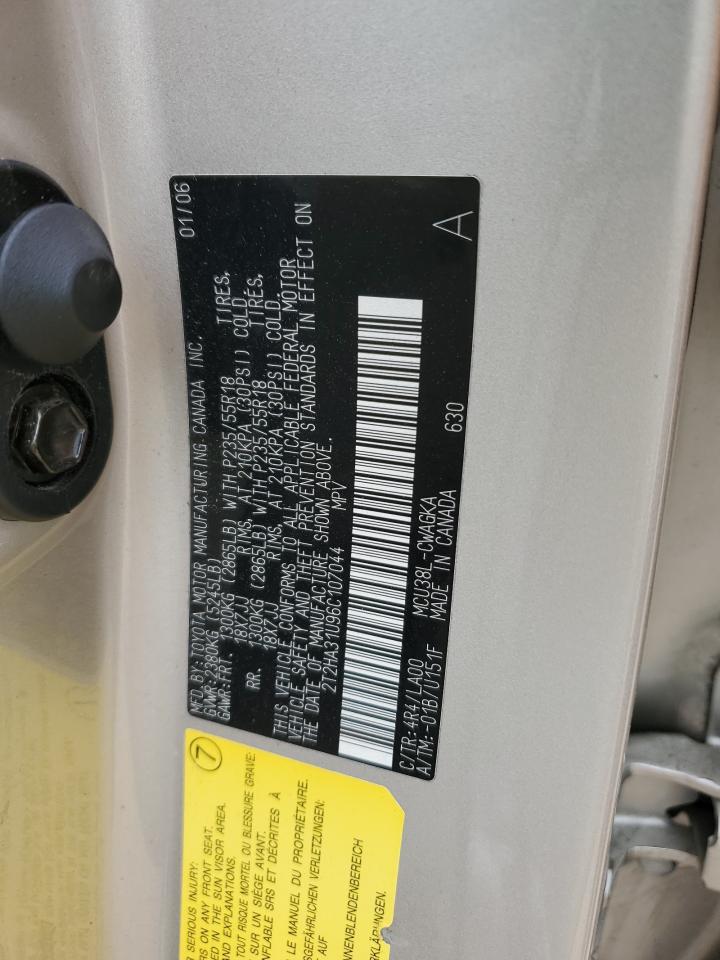 MFD.BY:TOYOTA MOTOR MANUFACTURING CANADA INC. 01/06
GVWR:2380KG (5245LB)
GAWR:FRT. 1300KG (2865LB) WITH P235/55R18 TIRES,
18X7JJ RIMS, AT 210KPA (30PSI) COLD.
RR. 1300KG (2865LB) WITH P235/55R18 TIRES,
18X7JJ RIMS, AT 210KPA (30PSI) COLD.
THIS VEHICLE CONFORMS TO ALL APPLICABLE FEDERAL MOTOR
VEHICLE SAFETY AND THEFT PREVENTION STANDARDS IN EFFECT ON
THE DATE OF MANUFACTURE SHOWN ABOVE.
2T2HA31U96C107044 MPV
C/TR:4R4/LA00 MCU38L-CWAGKA 630 A
A/TM:-01B/U151F MADE IN CANADA
7
SERIOUS INJURY:
ON ANY FRONT SEAT.
IN THE SUN VISOR AREA.
AND EXPLANATIONS.
TOUT RISQUE MORTEL OU BLESSURE GRAVE:
SUR UN SIÈGE AVANT.
SRS ET DÉCRITES À
LE MANUEL DU PROPRIÉTAIRE.
VERLETZUNGEN:
AUF